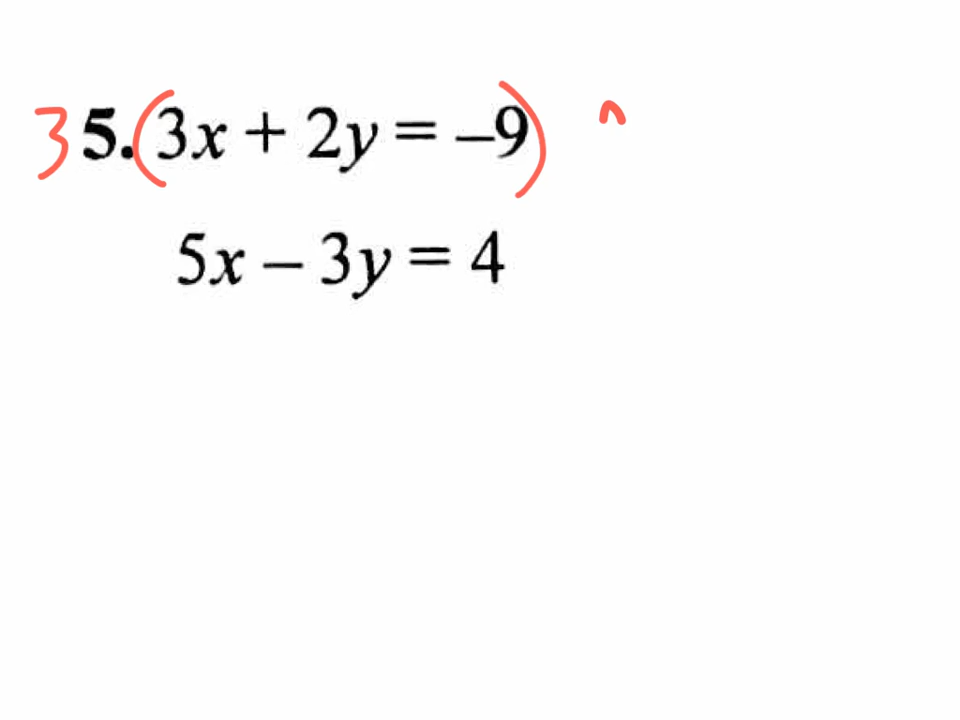 3 5. (3x + 2y = –9)
5x – 3y = 4